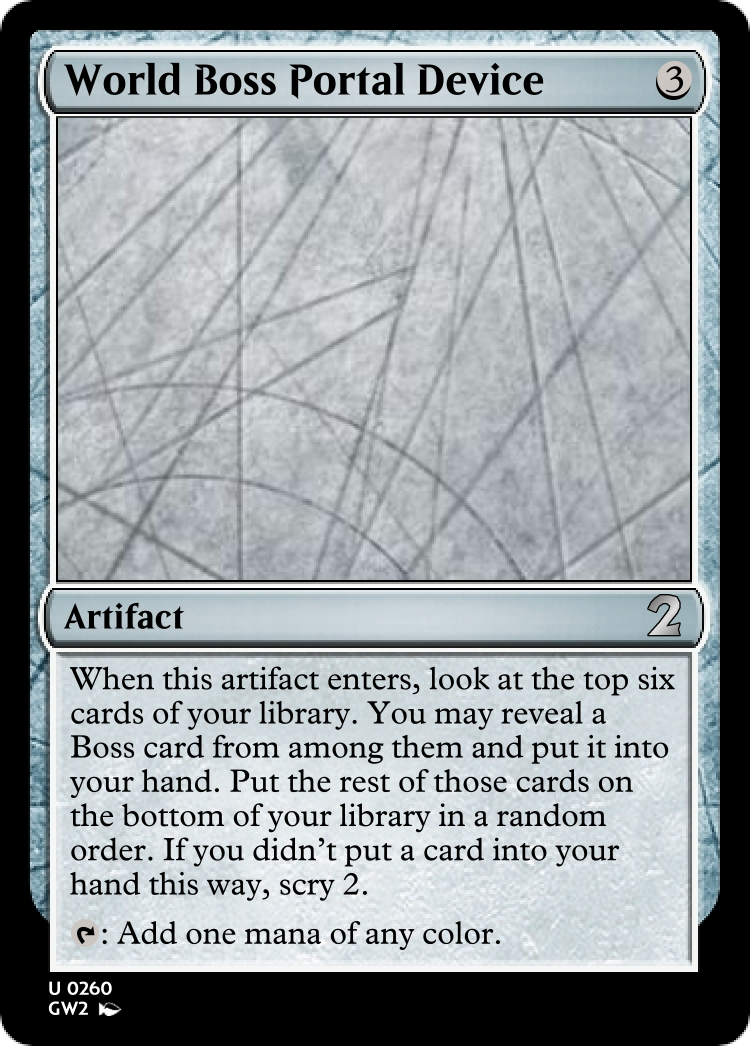 World Boss Portal Device 3
Artifact 2
When this artifact enters, look at the top six
cards of your library. You may reveal a
Boss card from among them and put it into
your hand. Put the rest of those cards on
the bottom of your library in a random
order. If you didn't put a card into your
hand this way, scry 2.
: Add one mana of any color.
U 0260
GW2